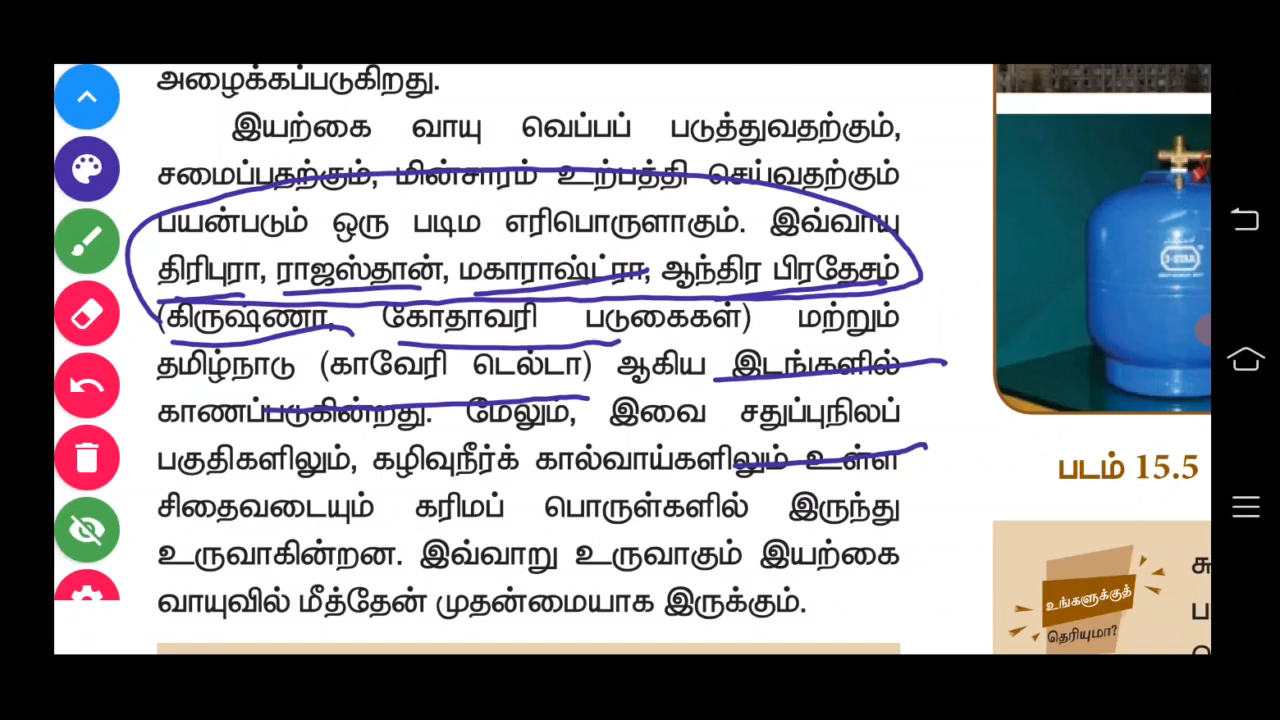 அழைக்கப்படுகிறது.
இயற்கை வாயு வெப்பப் படுத்துவதற்கும்,
சமைப்பதற்கும், மின்சாரம் உற்பத்தி செய்வதற்கும்
பயன்படும் ஒரு படிம எரிபொருளாகும். இவ்வாயு
திரிபுரா, ராஜஸ்தான், மகாராஷ்ட்ரா, ஆந்திர பிரதேசம்
(கிருஷ்ணா, கோதாவரி படுகைகள்) மற்றும்
தமிழ்நாடு (காவேரி டெல்டா) ஆகிய இடங்களில்
காணப்படுகின்றது. மேலும், இவை சதுப்புநிலப்
பகுதிகளிலும், கழிவுநீர்க் கால்வாய்களிலும் உள்ள
சிதைவடையும் கரிமப் பொருள்களில் இருந்து
உருவாகின்றன. இவ்வாறு உருவாகும் இயற்கை
வாயுவில் மீத்தேன் முதன்மையாக இருக்கும்.
படம் 15.5
உங்களுக்குத்
தெரியுமா?